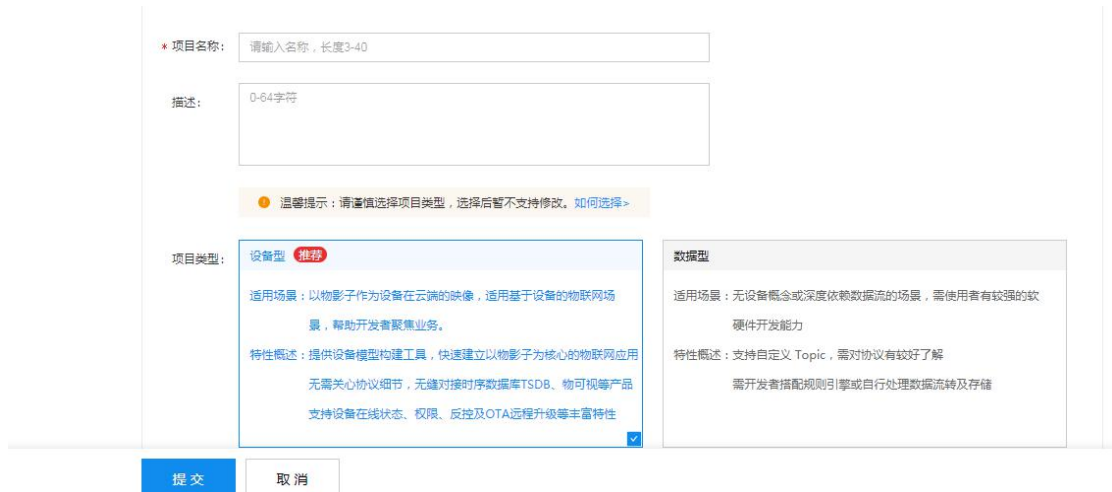 * 项目名称： 请输入名称，长度3-40
描述： 0-64字符
温馨提示：请谨慎选择项目类型，选择后暂不支持修改。如何选择>
项目类型：
设备型 推荐
适用场景：以物影子作为设备在云端的映像，适用基于设备的物联网场
景，帮助开发者聚焦业务。
特性概述：提供设备模型构建工具，快速建立以物影子为核心的物联网应用
无需关心协议细节，无缝对接时序数据库TSDB、物可视等产品
支持设备在线状态、权限、反控及OTA远程升级等丰富特性
数据型
适用场景：无设备概念或深度依赖数据流的场景，需使用者有较强的软
硬件开发能力
特性概述：支持自定义 Topic，需对协议有较好了解
需开发者搭配规则引擎或自行处理数据流转及存储
提交 取消